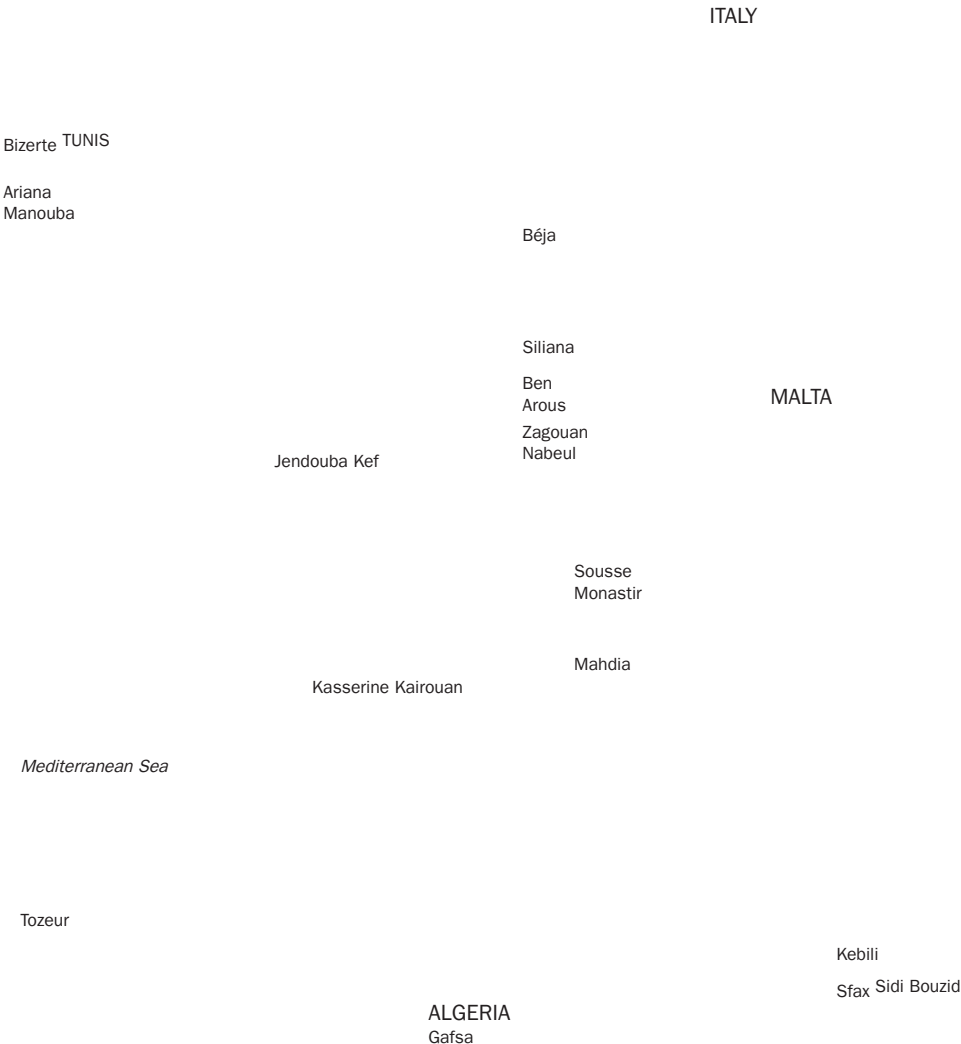 ITALY
Bizerte TUNIS
Ariana
Manouba
Béja
Siliana
Ben
Arous
MALTA
Zagouan
Nabeul
Jendouba Kef
Sousse
Monastir
Mahdia
Kasserine Kairouan
Mediterranean Sea
Tozeur
Kebili
Sfax Sidi Bouzid
ALGERIA
Gafsa